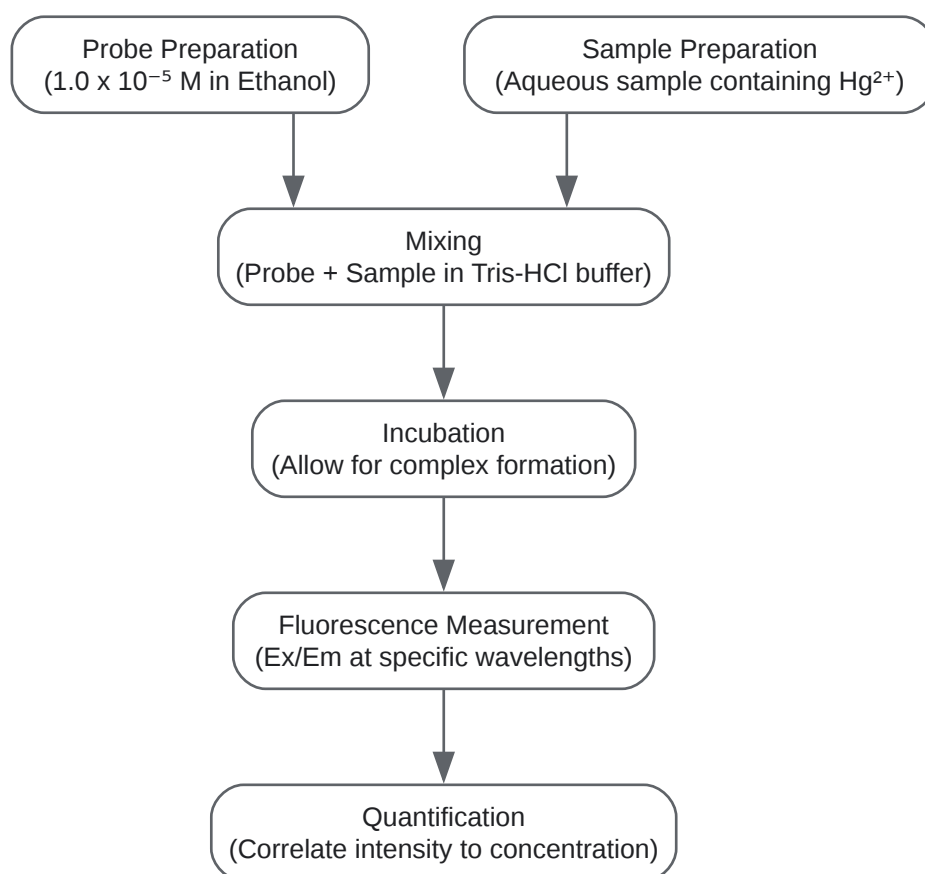 Probe Preparation
(1.0 x 10⁻⁵ M in Ethanol)
Sample Preparation
(Aqueous sample containing Hg²⁺)
Mixing
(Probe + Sample in Tris-HCl buffer)
Incubation
(Allow for complex formation)
Fluorescence Measurement
(Ex/Em at specific wavelengths)
Quantification
(Correlate intensity to concentration)